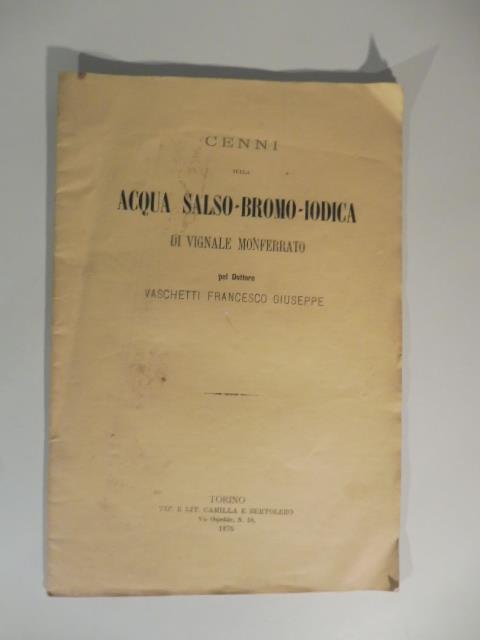 CENNI
SULLA
ACQUA SALSO-BROMO-IODICA
DI VIGNALE MONFERRATO
pel Dottore
VASCHETTI FRANCESCO GIUSEPPE
TORINO
TIP. E LIT. CAMILLA E BERTOLERO
Via Ospedale, N. 18,
1876